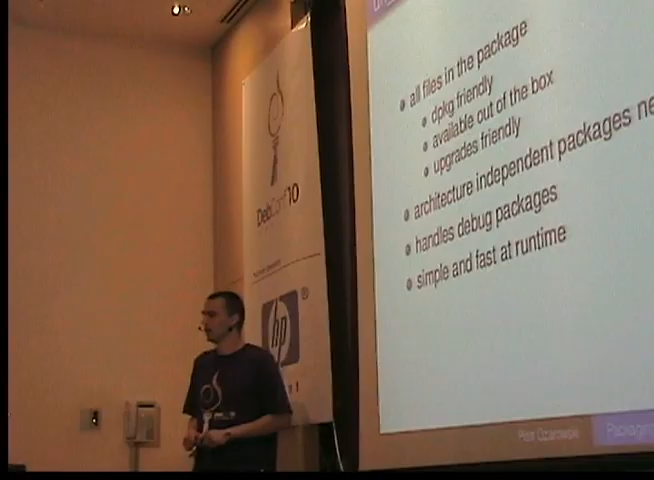 all files in the package
dpkg friendly
available out of the box
upgrades friendly
architecture independent packages ne
handles debug packages
simple and fast at runtime
DebConf10
hp
Piotr Ożarowski
Packaging